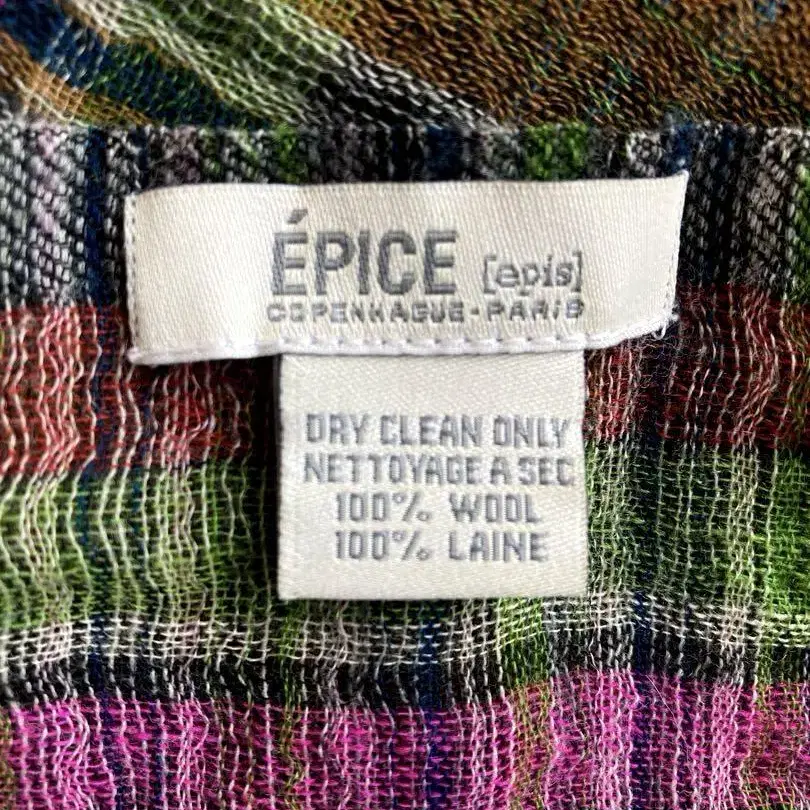 ÉPICE [epis]
COPENHAGUE-PARIS
DRY CLEAN ONLY
NETTOYAGE A SEC
100% WOOL
100% LAINE